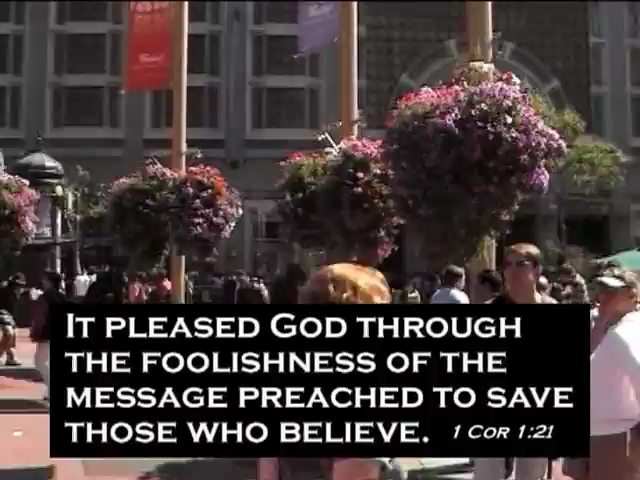 IT PLEASED GOD THROUGH
THE FOOLISHNESS OF THE
MESSAGE PREACHED TO SAVE
THOSE WHO BELIEVE. 1 COR 1:21